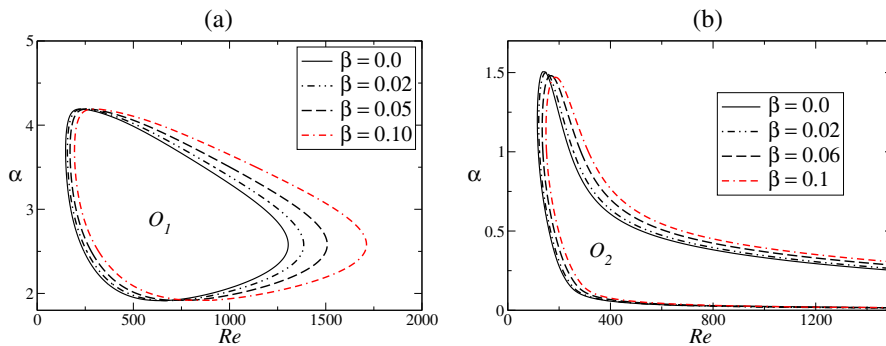 (a)
α
5
4
3
2
0
500
1000
1500
2000
Re
O₁
β = 0.0
β = 0.02
β = 0.05
β = 0.10
(b)
α
1.5
1
0.5
0
0
400
800
1200
Re
O₂
β = 0.0
β = 0.02
β = 0.06
β = 0.1